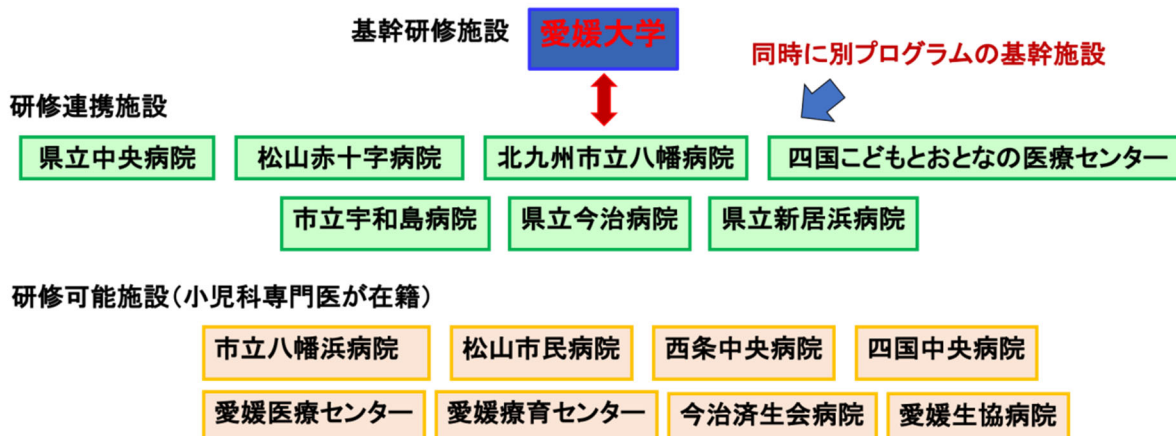 基幹研修施設 愛媛大学
同時に別プログラムの基幹施設
研修連携施設
県立中央病院 松山赤十字病院 北九州市立八幡病院 四国こどもとおとなの医療センター
市立宇和島病院 県立今治病院 県立新居浜病院
研修可能施設(小児科専門医が在籍)
市立八幡浜病院 松山市民病院 西条中央病院 四国中央病院
愛媛医療センター 愛媛療育センター 今治済生会病院 愛媛生協病院